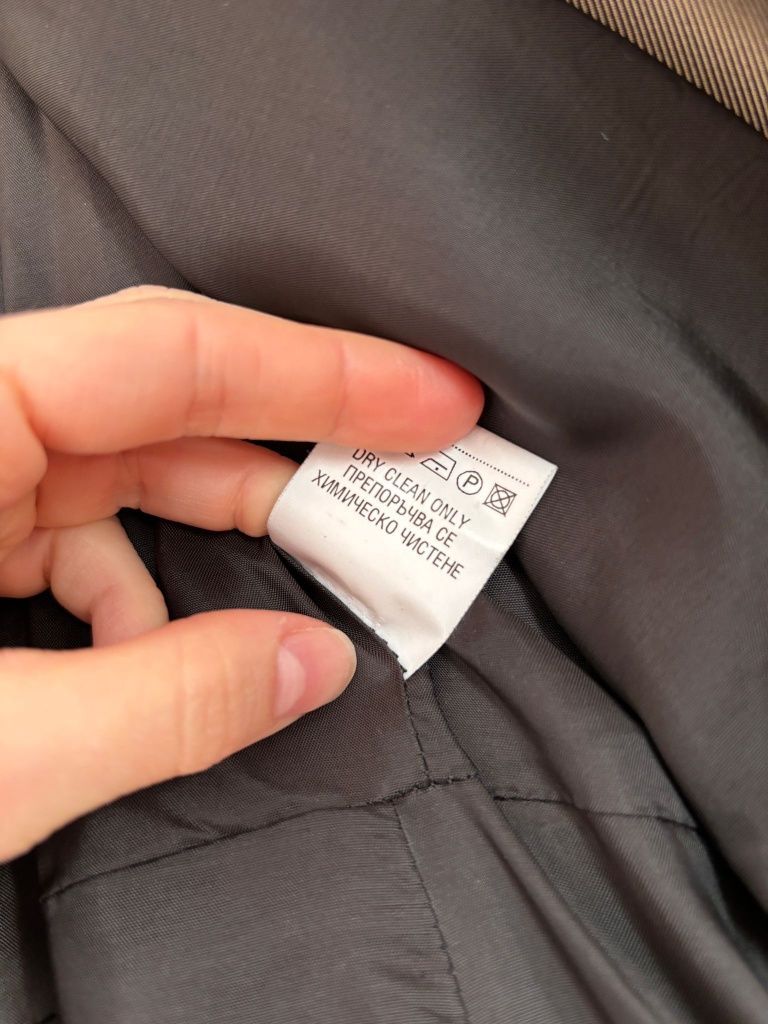 P
DRY CLEAN ONLY
ПРЕПОРЪЧВА СЕ
ХИМИЧЕСКО ЧИСТЕНЕ